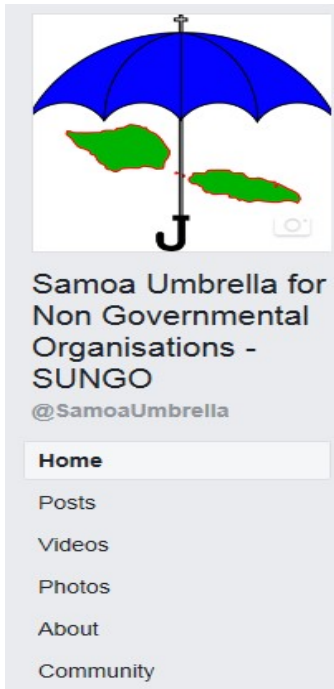 Samoa Umbrella for
Non Governmental
Organisations -
SUNGO
@SamoaUmbrella
Home
Posts
Videos
Photos
About
Community